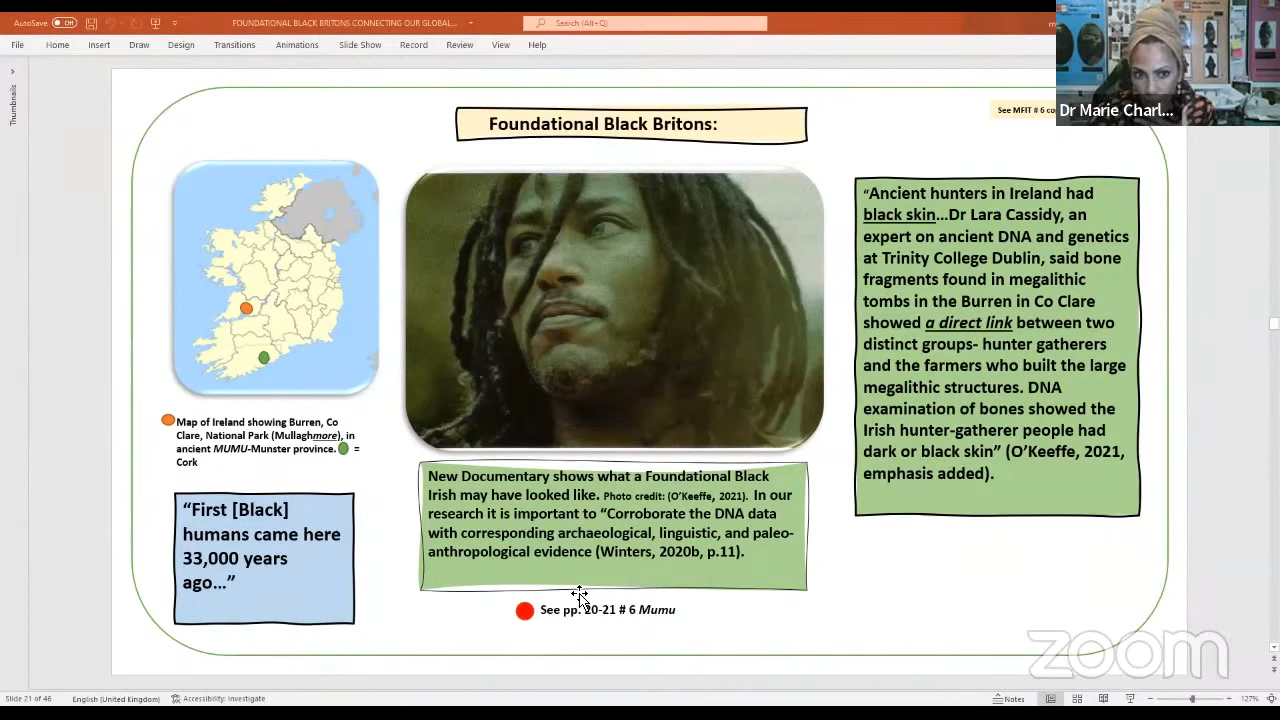 AutoSave
Off
FOUNDATIONAL BLACK BRITONS CONNECTING OUR GLOBAL...
Search (Alt+Q)
File Home Insert Draw Design Transitions Animations Slide Show Record Review View Help
Thumbnails
Foundational Black Britons:
See MFIT # 6
Dr Marie Charl...
Map of Ireland showing Burren, Co
Clare, National Park (Mullaghmore), in
ancient MUMU-Munster province. =
Cork
“First [Black]
humans came here
33,000 years
ago...”
New Documentary shows what a Foundational Black
Irish may have looked like. Photo credit: (O’Keeffe, 2021). In our
research it is important to “Corroborate the DNA data
with corresponding archaeological, linguistic, and paleo-
anthropological evidence (Winters, 2020b, p.11).
See pp. 20-21 # 6 Mumu
“Ancient hunters in Ireland had
black skin...Dr Lara Cassidy, an
expert on ancient DNA and genetics
at Trinity College Dublin, said bone
fragments found in megalithic
tombs in the Burren in Co Clare
showed a direct link between two
distinct groups- hunter gatherers
and the farmers who built the large
megalithic structures. DNA
examination of bones showed the
Irish hunter-gatherer people had
dark or black skin” (O’Keeffe, 2021,
emphasis added).
zoom
Slide 21 of 46 English (United Kingdom) Accessibility: Investigate
Notes
127%